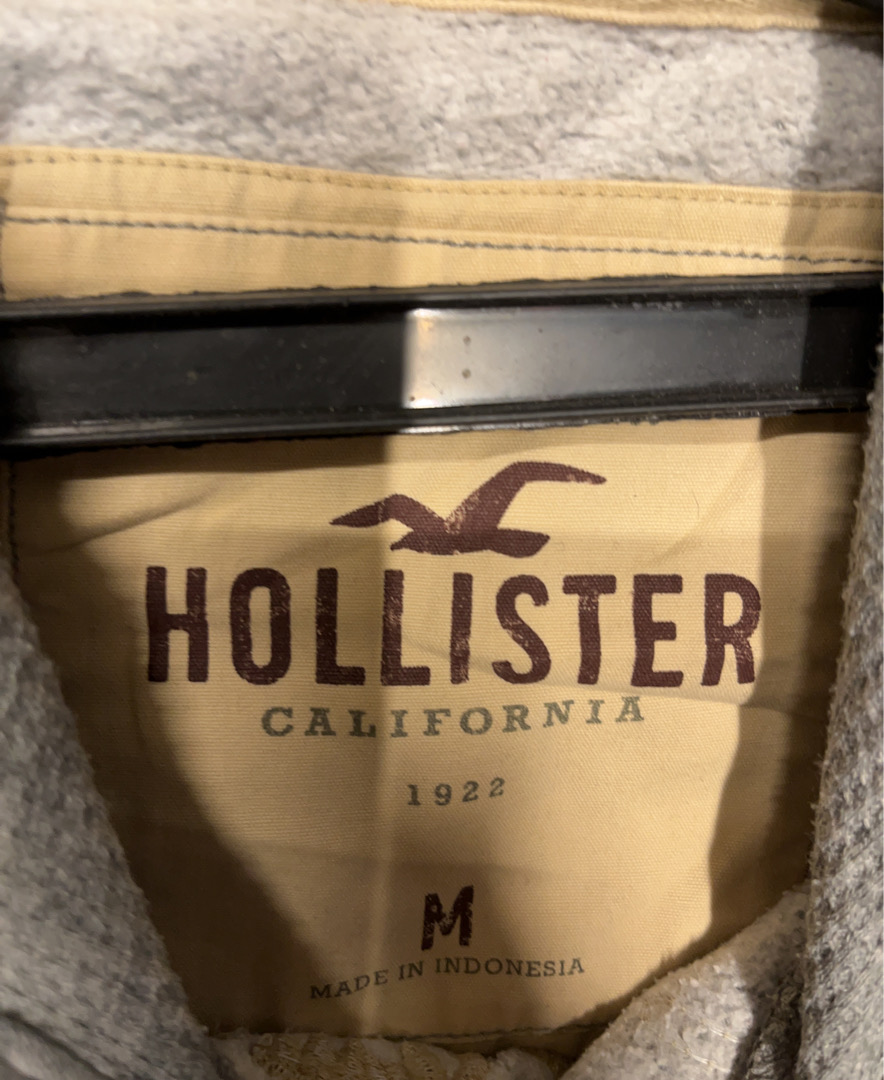 HOLLISTER
CALIFORNIA
1922
M
MADE IN INDONESIA